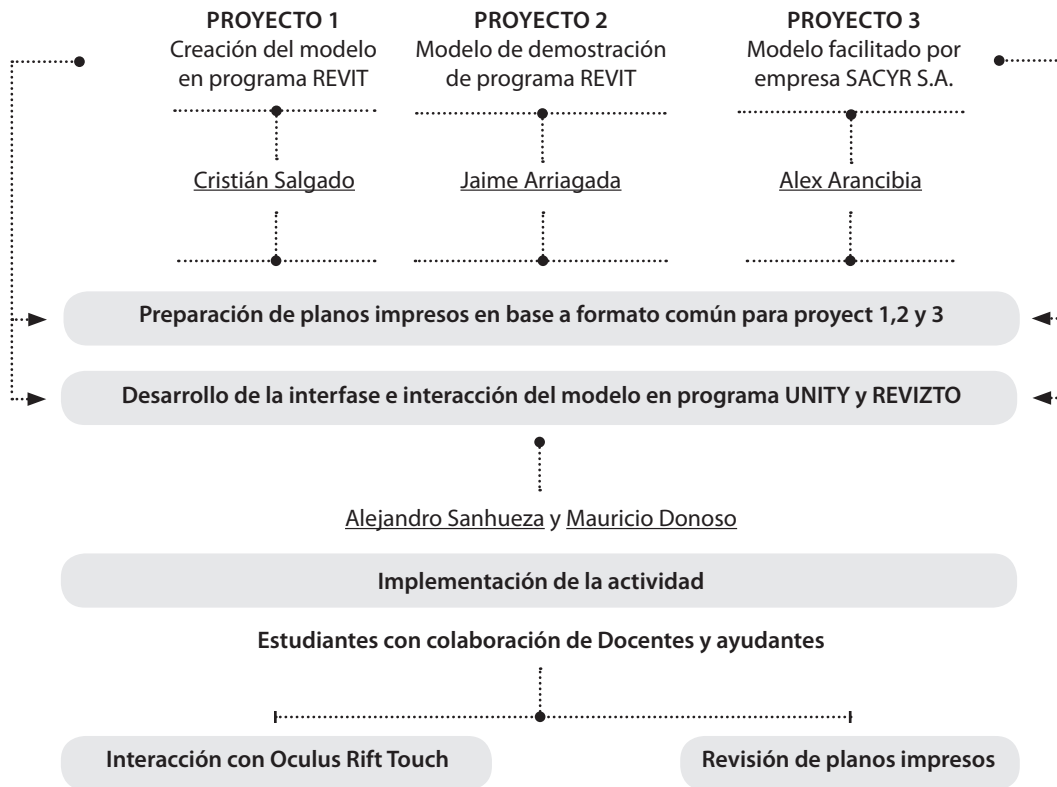 PROYECTO 1
Creación del modelo
en programa REVIT
PROYECTO 2
Modelo de demostración
de programa REVIT
PROYECTO 3
Modelo facilitado por
empresa SACYR S.A.
Cristián Salgado
Jaime Arriagada
Alex Arancibia
Preparación de planos impresos en base a formato común para proyect 1,2 y 3
Desarrollo de la interfase e interacción del modelo en programa UNITY y REVIZTO
Alejandro Sanhueza y Mauricio Donoso
Implementación de la actividad
Estudiantes con colaboración de Docentes y ayudantes
Interacción con Oculus Rift Touch
Revisión de planos impresos